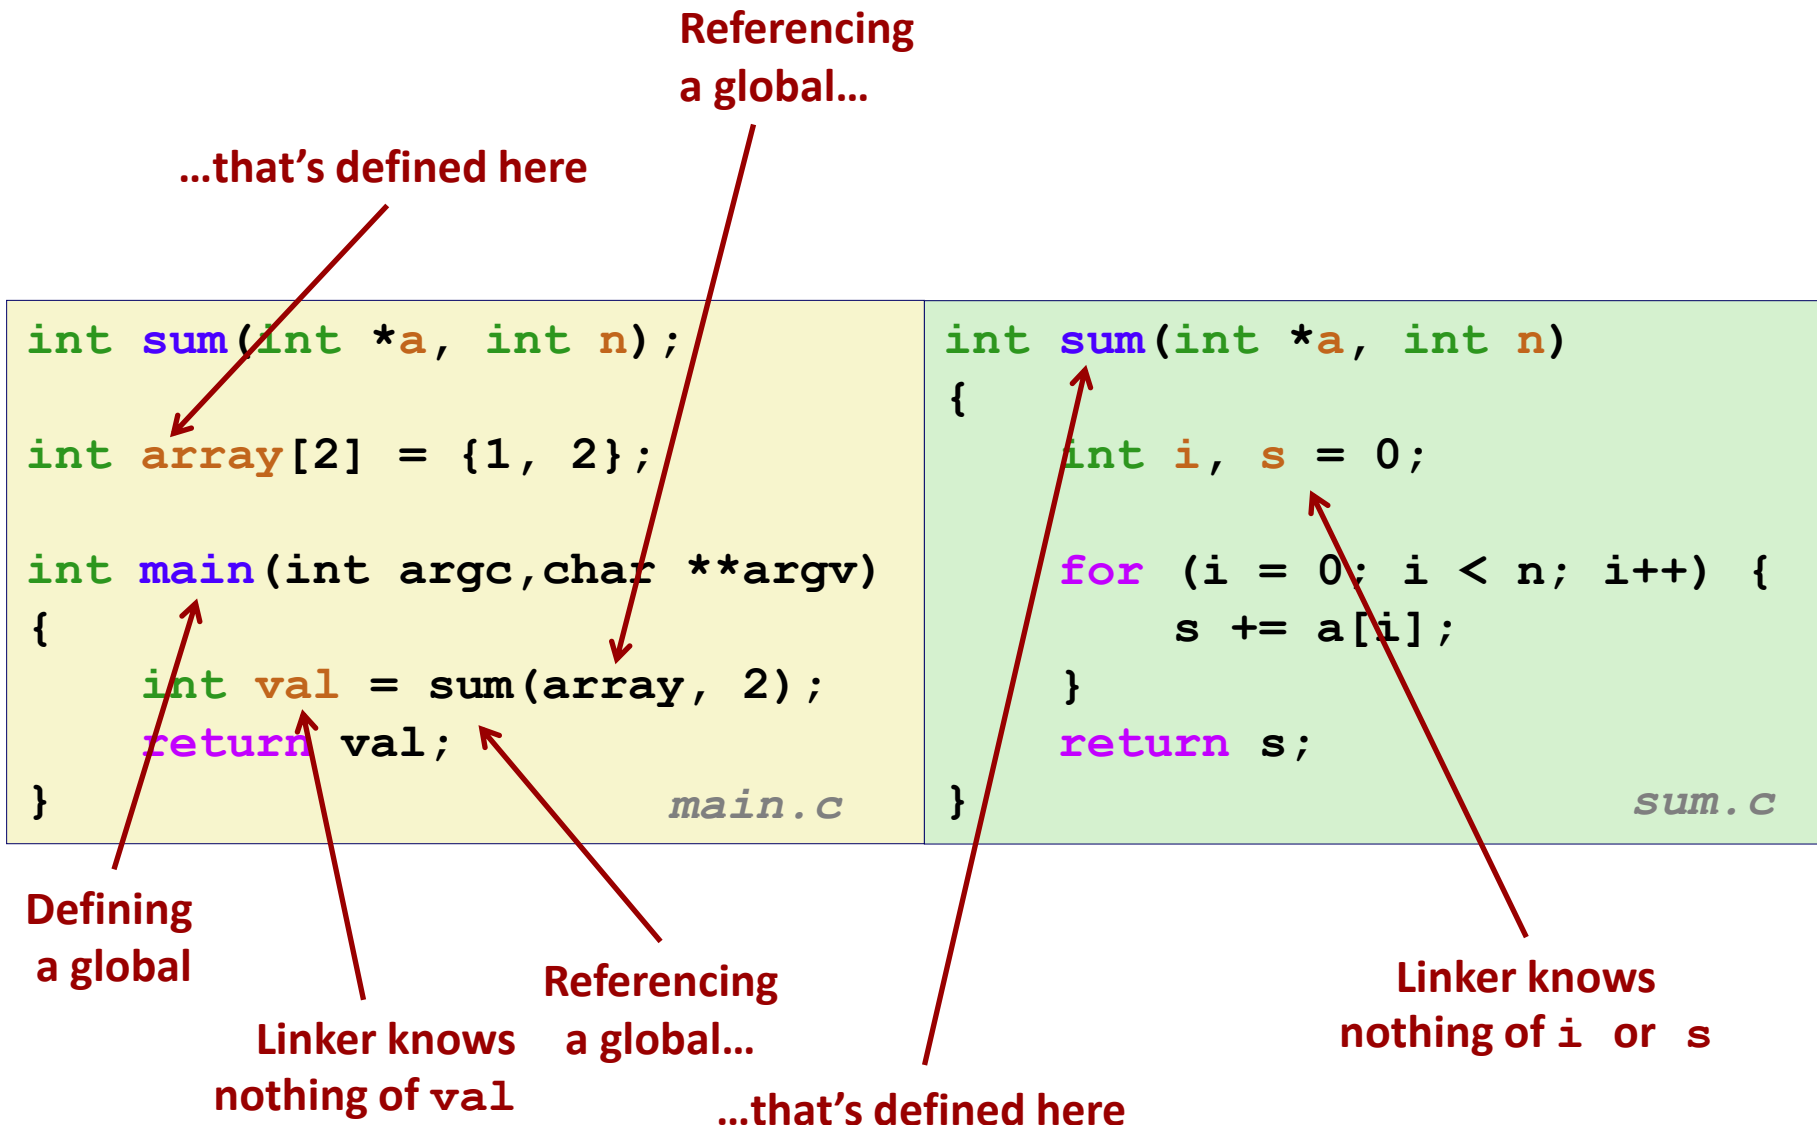 Referencing
a global…
…that’s defined here
int sum(int *a, int n);
int array[2] = {1, 2};
int main(int argc,char **argv)
{
    int val = sum(array, 2);
    return val;
}
main.c
int sum(int *a, int n)
{
    int i, s = 0;
    for (i = 0; i < n; i++) {
        s += a[i];
    }
    return s;
}
sum.c
Defining
a global
Linker knows
nothing of val
Referencing
a global…
…that’s defined here
Linker knows
nothing of i or s